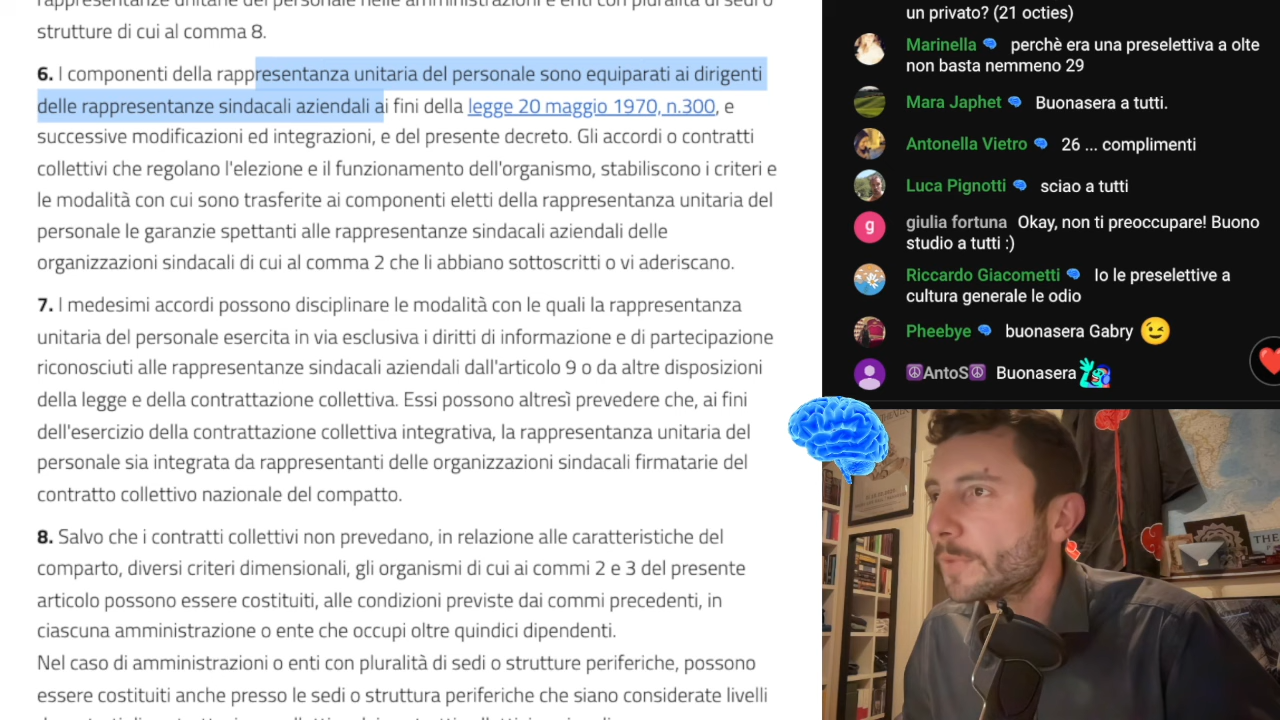 rappresentanze unitarie del personale nelle amministrazioni e enti con pluralità di sedi o
strutture di cui al comma 8.
6. I componenti della rappresentanza unitaria del personale sono equiparati ai dirigenti
delle rappresentanze sindacali aziendali ai fini della legge 20 maggio 1970, n.300, e
successive modificazioni ed integrazioni, e del presente decreto. Gli accordi o contratti
collettivi che regolano l'elezione e il funzionamento dell'organismo, stabiliscono i criteri e
le modalità con cui sono trasferite ai componenti eletti della rappresentanza unitaria del
personale le garanzie spettanti alle rappresentanze sindacali aziendali delle
organizzazioni sindacali di cui al comma 2 che li abbiano sottoscritti o vi aderiscano.
7. I medesimi accordi possono disciplinare le modalità con le quali la rappresentanza
unitaria del personale esercita in via esclusiva i diritti di informazione e di partecipazione
riconosciuti alle rappresentanze sindacali aziendali dall'articolo 9 o da altre disposizioni
della legge e della contrattazione collettiva. Essi possono altresì prevedere che, ai fini
dell'esercizio della contrattazione collettiva integrativa, la rappresentanza unitaria del
personale sia integrata da rappresentanti delle organizzazioni sindacali firmatarie del
contratto collettivo nazionale del compatto.
8. Salvo che i contratti collettivi non prevedano, in relazione alle caratteristiche del
comparto, diversi criteri dimensionali, gli organismi di cui ai commi 2 e 3 del presente
articolo possono essere costituiti, alle condizioni previste dai commi precedenti, in
ciascuna amministrazione o ente che occupi oltre quindici dipendenti.
Nel caso di amministrazioni o enti con pluralità di sedi o strutture periferiche, possono
essere costituiti anche presso le sedi o struttura periferiche che siano considerate livelli
un privato? (21 octies)
Marinella perchè era una preselettiva a olte
non basta nemmeno 29
Mara Japhet Buonasera a tutti.
Antonella Vietro 26 ... complimenti
Luca Pignotti sciao a tutti
g
giulia fortuna Okay, non ti preoccupare! Buono
studio a tutti :)
Riccardo Giacometti Io le preselettive a
cultura generale le odio
Pheebye buonasera Gabry 😉
☮AntoS☮ Buonasera
THE